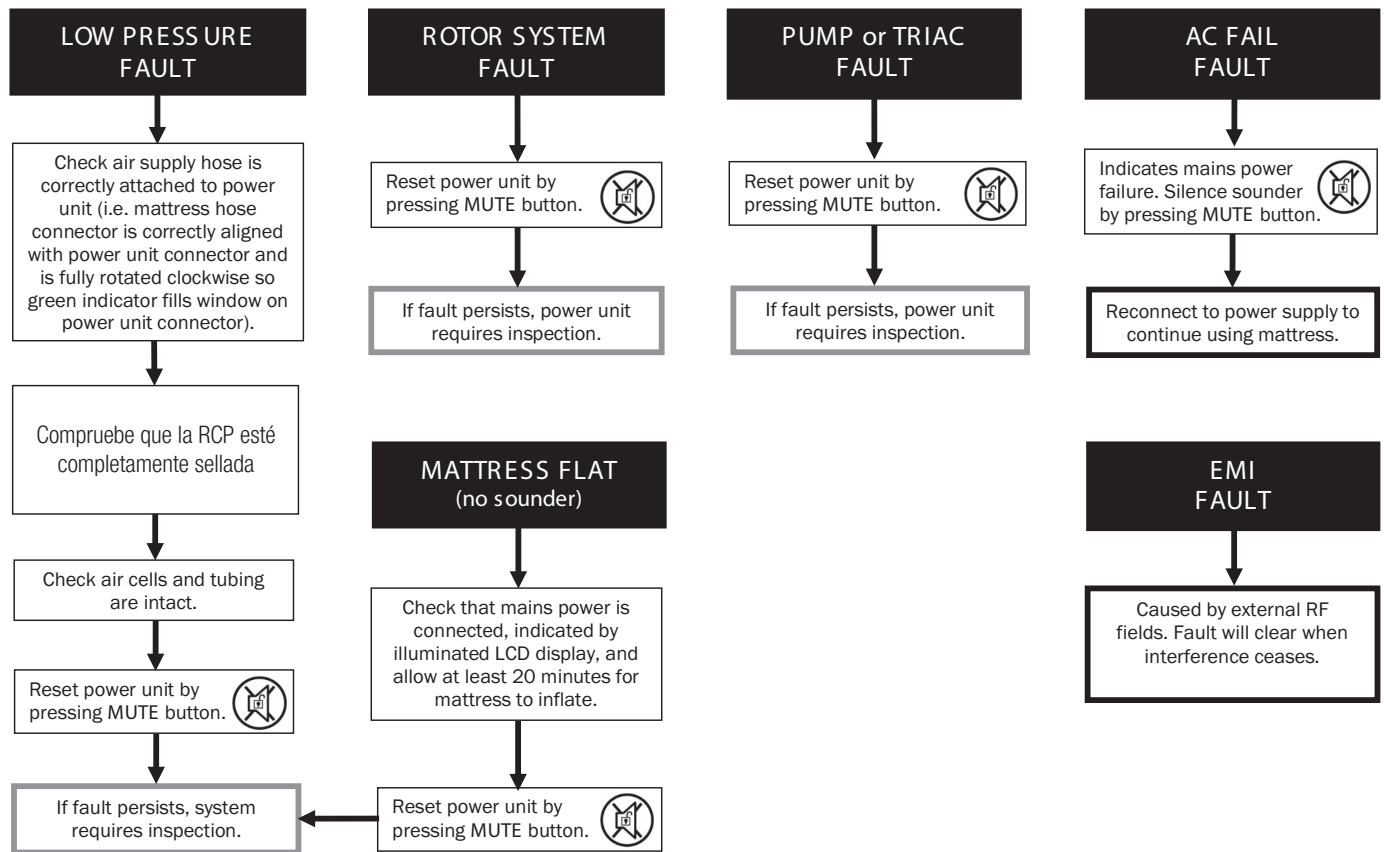 LOW PRESSURE
FAULT
Check air supply hose is
correctly attached to power
unit (i.e. mattress hose
connector is correctly aligned
with power unit connector and
is fully rotated clockwise so
green indicator fills window on
power unit connector).
Compruebe que la RCP esté
completamente sellada
Check air cells and tubing
are intact.
Reset power unit by
pressing MUTE button.
If fault persists, system
requires inspection.
ROTOR SYSTEM
FAULT
Reset power unit by
pressing MUTE button.
If fault persists, power unit
requires inspection.
MATTRESS FLAT
(no sounder)
Check that mains power is
connected, indicated by
illuminated LCD display, and
allow at least 20 minutes for
mattress to inflate.
Reset power unit by
pressing MUTE button.
PUMP or TRIAC
FAULT
Reset power unit by
pressing MUTE button.
If fault persists, power unit
requires inspection.
AC FAIL
FAULT
Indicates mains power
failure. Silence sounder
by pressing MUTE button.
Reconnect to power supply to
continue using mattress.
EMI
FAULT
Caused by external RF
fields. Fault will clear when
interference ceases.